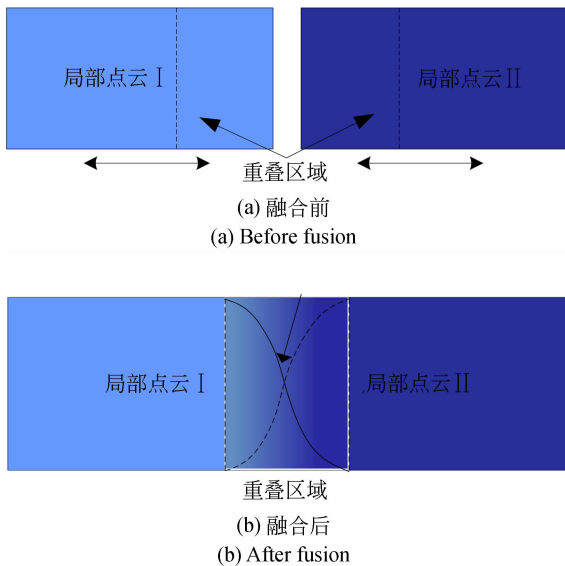 局部点云Ⅰ
局部点云Ⅱ
重叠区域
(a) 融合前
(a) Before fusion
局部点云Ⅰ
局部点云Ⅱ
重叠区域
(b) 融合后
(b) After fusion